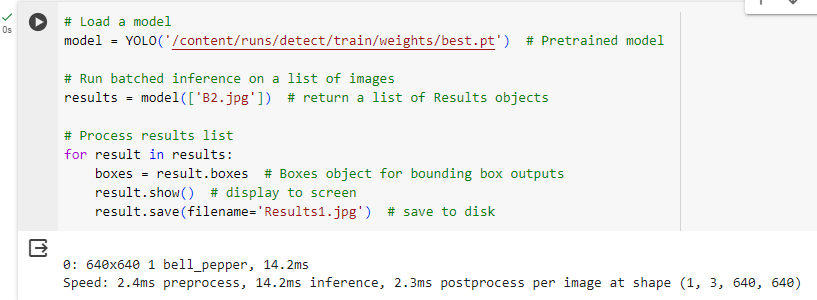 # Load a model
model = YOLO('/content/runs/detect/train/weights/best.pt')  # Pretrained model
# Run batched inference on a list of images
results = model(['B2.jpg'])  # return a list of Results objects
# Process results list
for result in results:
    boxes = result.boxes  # Boxes object for bounding box outputs
    result.show()  # display to screen
    result.save(filename='Results1.jpg')  # save to disk
0s
0: 640x640 1 bell_pepper, 14.2ms
Speed: 2.4ms preprocess, 14.2ms inference, 2.3ms postprocess per image at shape (1, 3, 640, 640)